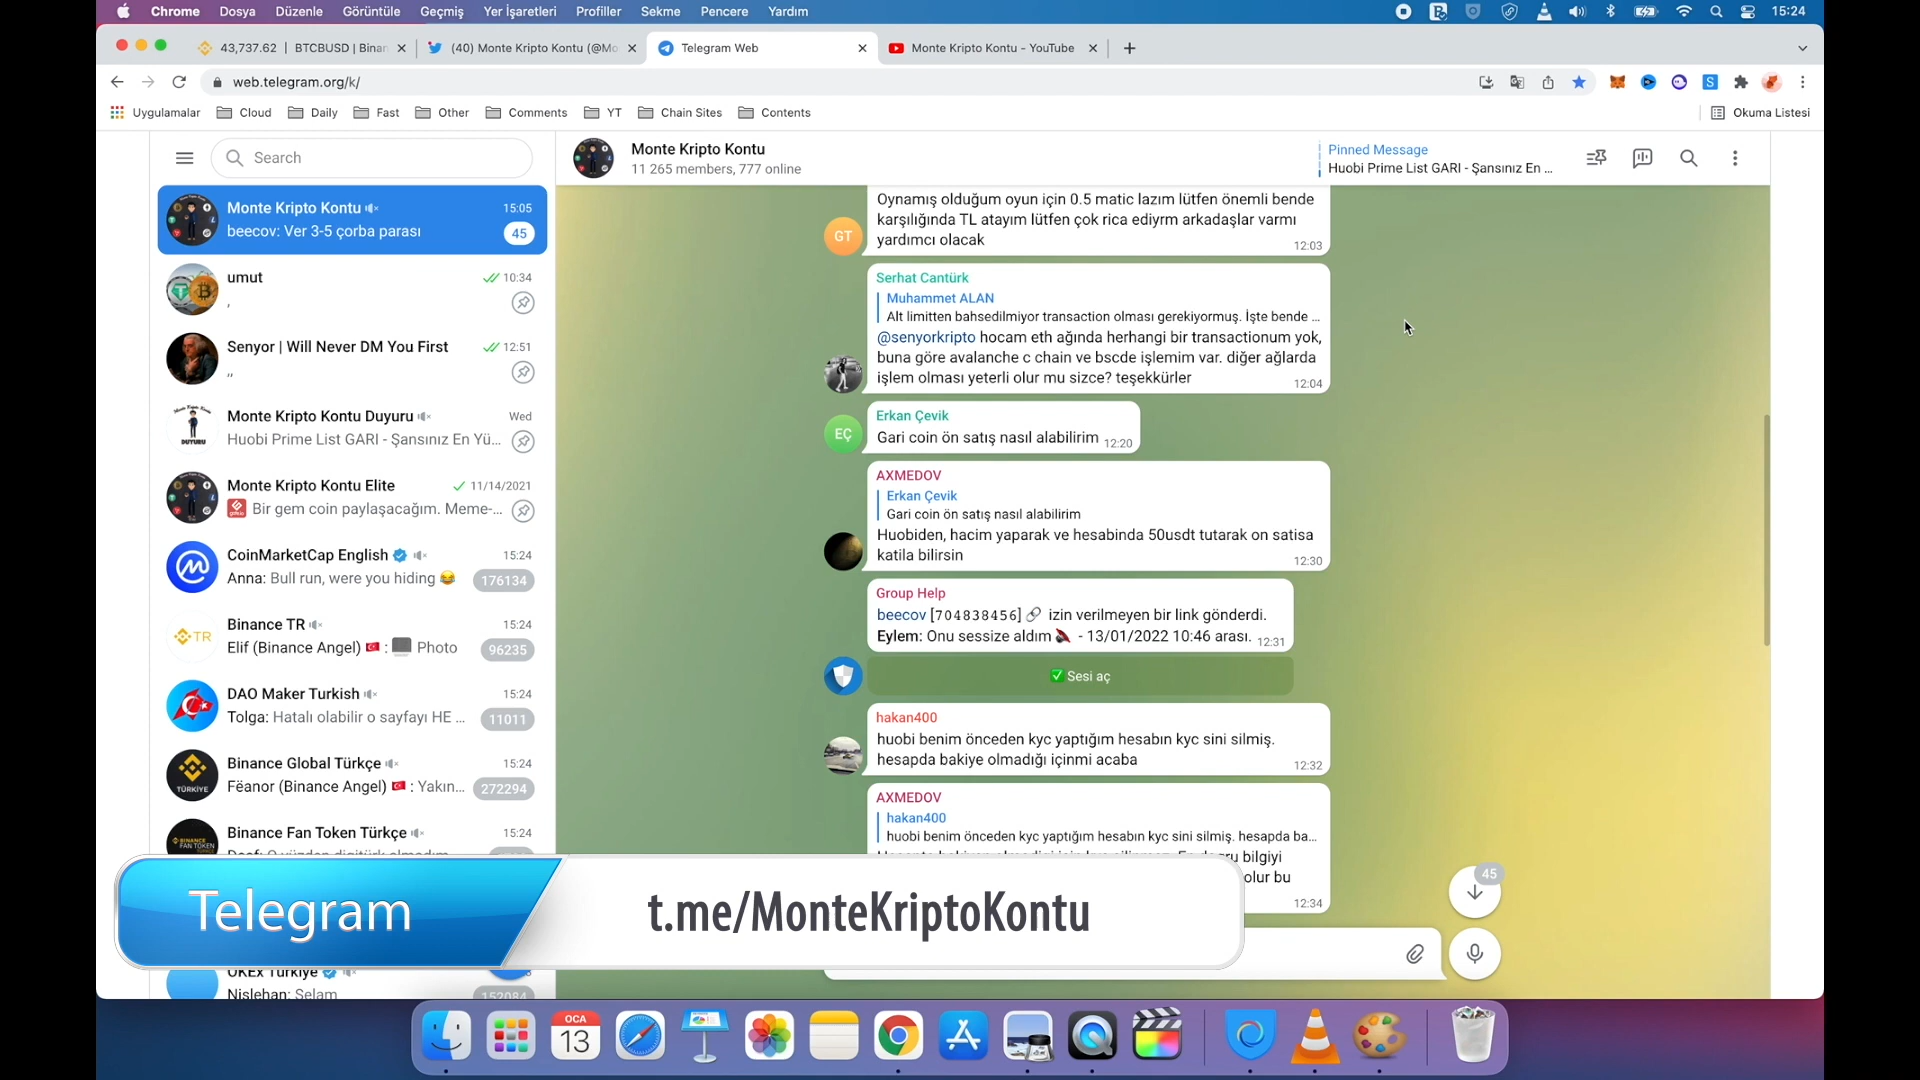 Chrome Dosya Düzenle Görüntüle Geçmiş Yer İşaretleri Profiller Sekme Pencere Yardım 15:24
43,737.62 | BTCBUSD | Binan
(40) Monte Kripto Kontu (@Mo
Telegram Web
Monte Kripto Kontu - YouTube
web.telegram.org/k/
Uygulamalar Cloud Daily Fast Other Comments YT Chain Sites Contents Okuma Listesi
Search
Monte Kripto Kontu 15:05
beecov: Ver 3-5 çorba parası 45
umut 10:34
,
Senyor | Will Never DM You First 12:51
,,
Monte Kripto Kontu Duyuru Wed
Huobi Prime List GARI - Şansınız En Yü...
Monte Kripto Kontu Elite 11/14/2021
Bir gem coin paylaşacağım. Meme-...
CoinMarketCap English 15:24
Anna: Bull run, were you hiding 😂 176134
Binance TR 15:24
Elif (Binance Angel) 🇹🇷 : Photo 96235
DAO Maker Turkish 15:24
Tolga: Hatalı olabilir o sayfayı HE ... 11011
Binance Global Türkçe 15:24
Fëanor (Binance Angel) 🇹🇷 : Yakın... 272294
Binance Fan Token Türkçe 15:24
OKEx Türkiye
Nislehan: Selam 152084
Monte Kripto Kontu
11 265 members, 777 online
Pinned Message
Huobi Prime List GARI - Şansınız En ...
Oynamış olduğum oyun için 0.5 matic lazım lütfen önemli bende
karşılığında TL atayım lütfen çok rica ediyrm arkadaşlar varmı
yardımcı olacak 12:03
GT
Serhat Cantürk
Muhammet ALAN
Alt limitten bahsedilmiyor transaction olması gerekiyormuş. İşte bende ...
@senyorkripto hocam eth ağında herhangi bir transactionum yok,
buna göre avalanche c chain ve bscde işlemim var. diğer ağlarda
işlem olması yeterli olur mu sizce? teşekkürler 12:04
Erkan Çevik
EÇ
Gari coin ön satış nasıl alabilirim 12:20
AXMEDOV
Erkan Çevik
Gari coin ön satış nasıl alabilirim
Huobiden, hacim yaparak ve hesabinda 50usdt tutarak on satisa
katila bilirsin 12:30
Group Help
beecov [704838456] 🔗 izin verilmeyen bir link gönderdi.
Eylem: Onu sessize aldım - 13/01/2022 10:46 arası. 12:31
✅ Sesi aç
hakan400
huobi benim önceden kyc yaptığım hesabın kyc sini silmiş.
hesapda bakiye olmadığı içinmi acaba 12:32
AXMEDOV
hakan400
huobi benim önceden kyc yaptığım hesabın kyc sini silmiş. hesapda ba...
bilgiyi
olur bu
12:34
45
Telegram
t.me/MonteKriptoKontu
OCA
13